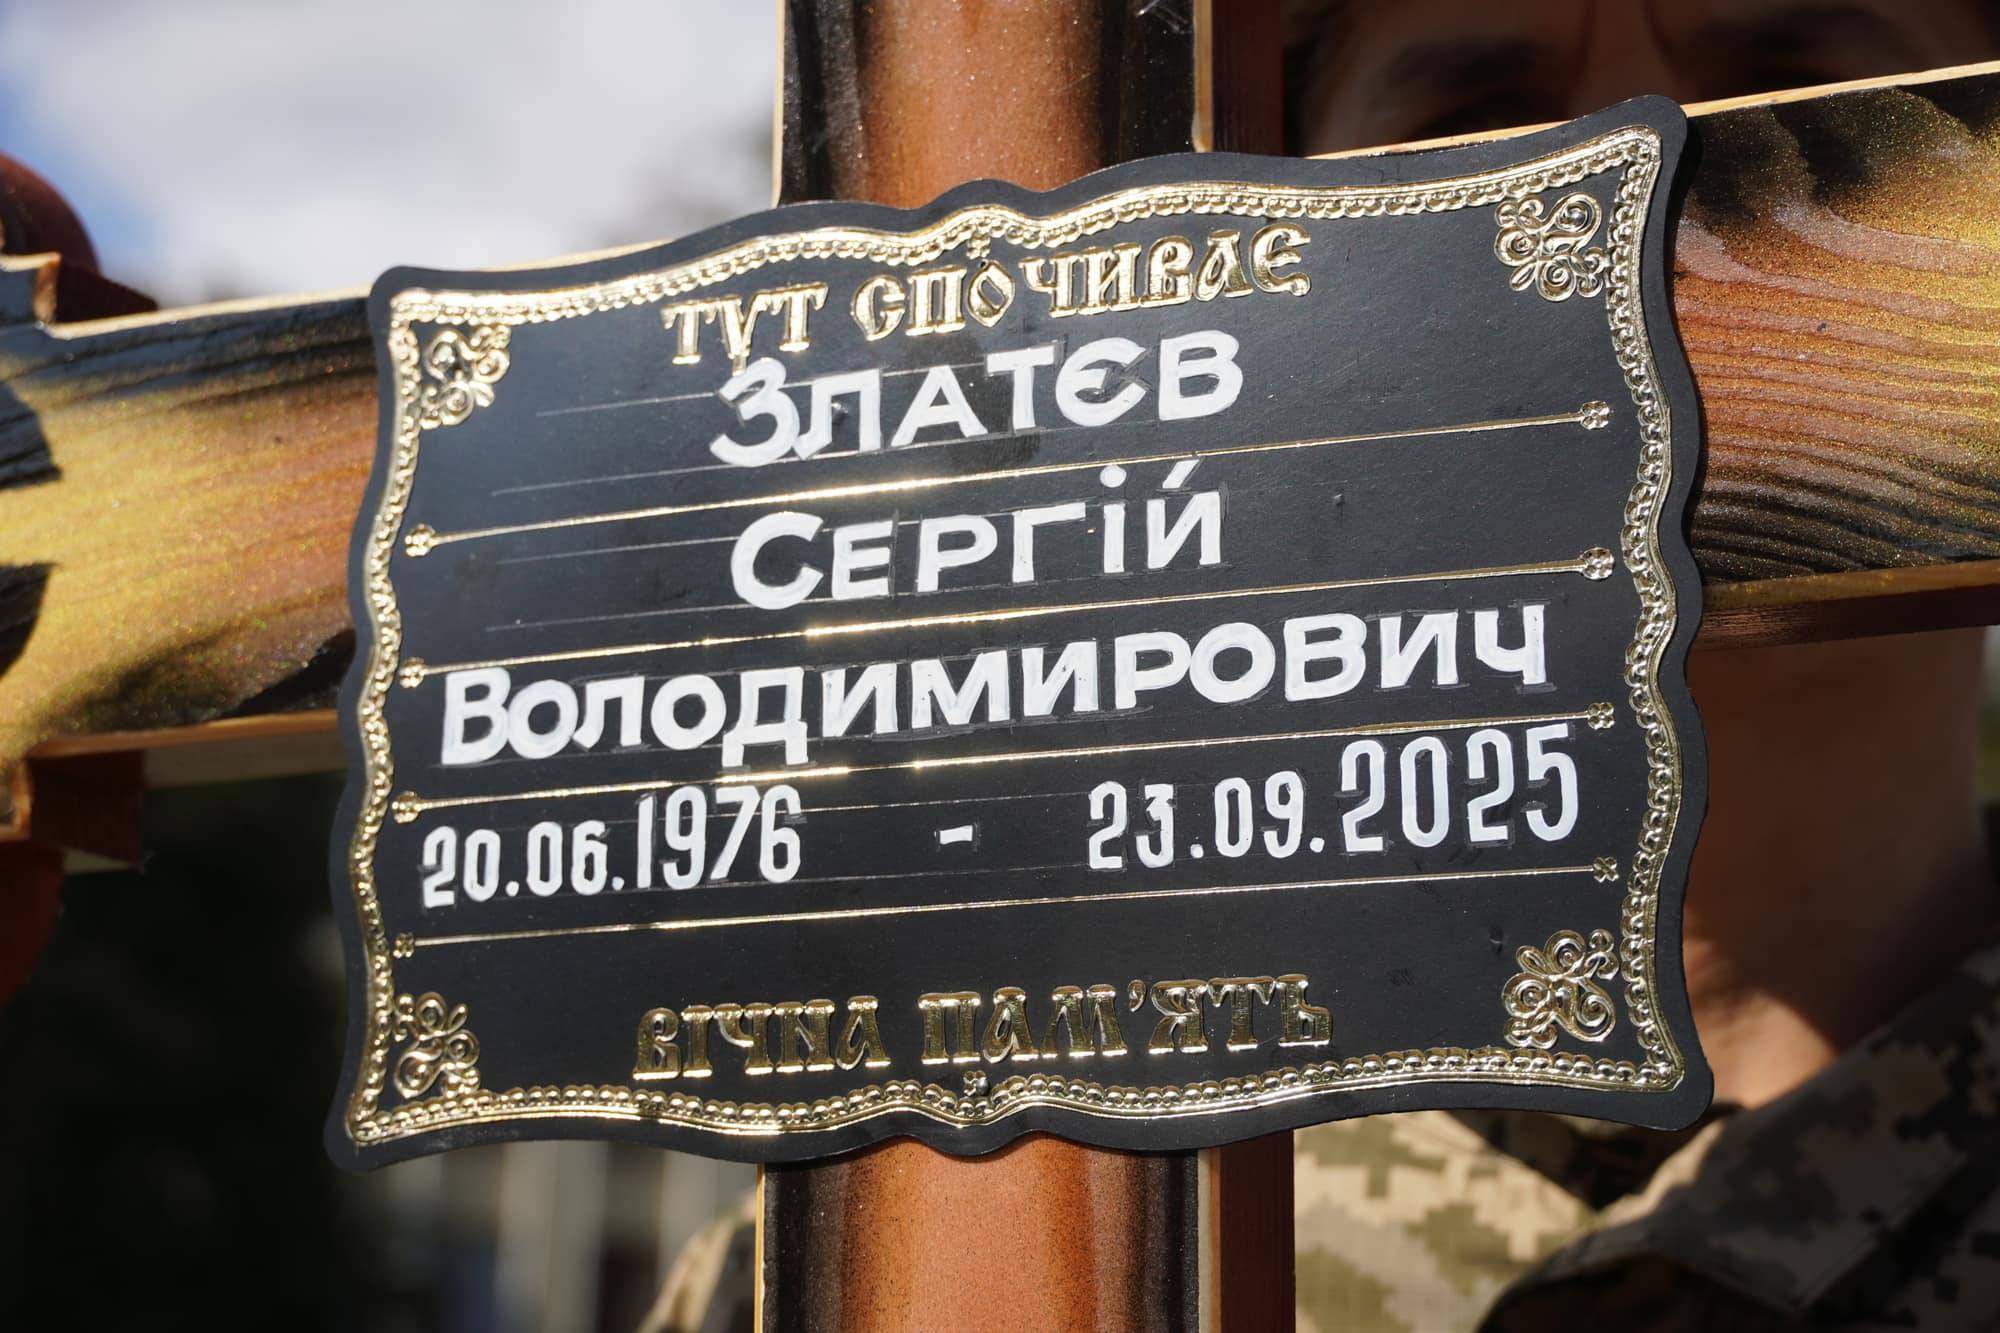 ТУТ СПОЧИВАЄ
ЗЛАТЄВ
СЕРГІЙ
ВОЛОДИМИРОВИЧ
20.06.1976 - 23.09.2025
ВІЧНА ПАМ'ЯТЬ